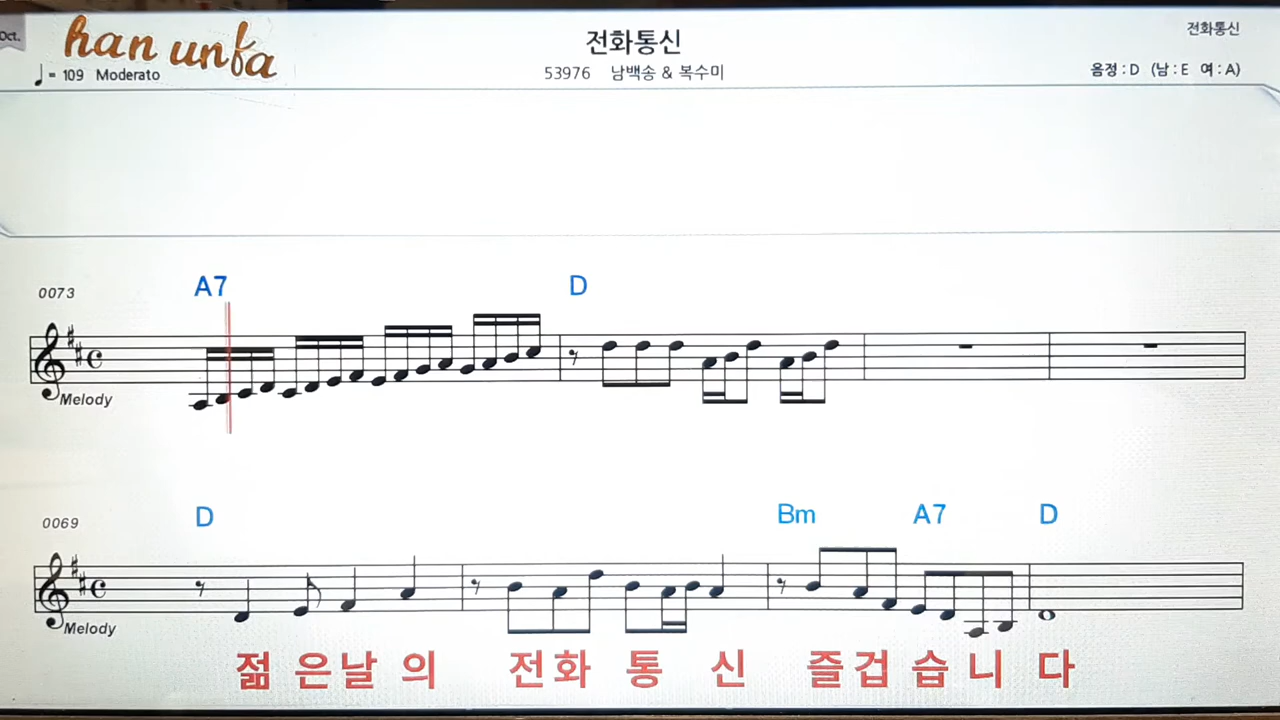 Oct.
han unfa
전화통신
전화통신
53976 남백송 & 복수미
♩= 109 Moderato
음정 : D (남 : E 여 : A)
0073
A7 D
Melody
0069
D Bm A7 D
Melody
젊 은날 의 전화 통 신 즐겁 습 니 다